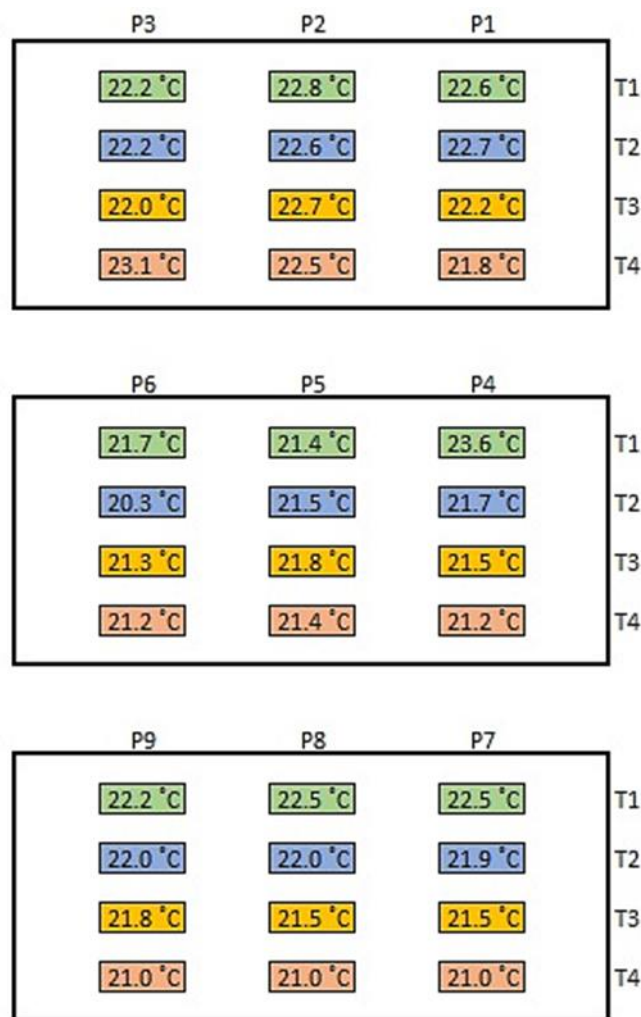 P3 P2 P1
22.2 °C 22.8 °C 22.6 °C T1
22.2 °C 22.6 °C 22.7 °C T2
22.0 °C 22.7 °C 22.2 °C T3
23.1 °C 22.5 °C 21.8 °C T4
P6 P5 P4
21.7 °C 21.4 °C 23.6 °C T1
20.3 °C 21.5 °C 21.7 °C T2
21.3 °C 21.8 °C 21.5 °C T3
21.2 °C 21.4 °C 21.2 °C T4
P9 P8 P7
22.2 °C 22.5 °C 22.5 °C T1
22.0 °C 22.0 °C 21.9 °C T2
21.8 °C 21.5 °C 21.5 °C T3
21.0 °C 21.0 °C 21.0 °C T4